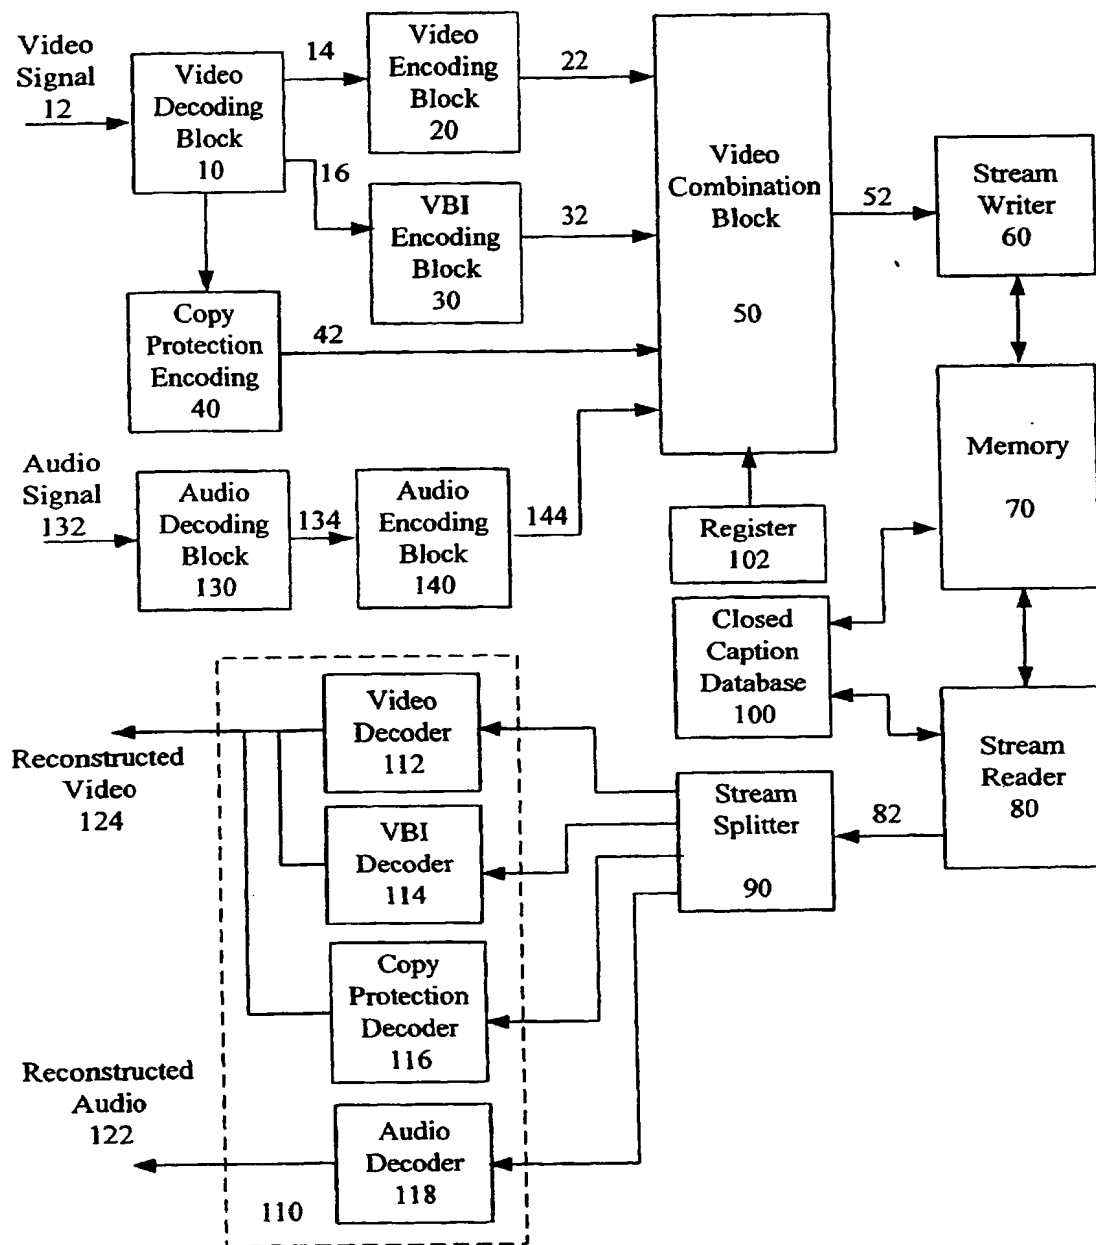 Video
Signal
12
Video
Decoding
Block
10
14
16
Video
Encoding
Block
20
22
VBI
Encoding
Block
30
32
Copy
Protection
Encoding
40
42
Video
Combination
Block
50
52
Stream
Writer
60
Memory
70
Audio
Signal
132
Audio
Decoding
Block
130
134
Audio
Encoding
Block
140
144
Register
102
Closed
Caption
Database
100
Stream
Reader
80
82
Stream
Splitter
90
Video
Decoder
112
VBI
Decoder
114
Copy
Protection
Decoder
116
Audio
Decoder
118
110
Reconstructed
Video
124
Reconstructed
Audio
122